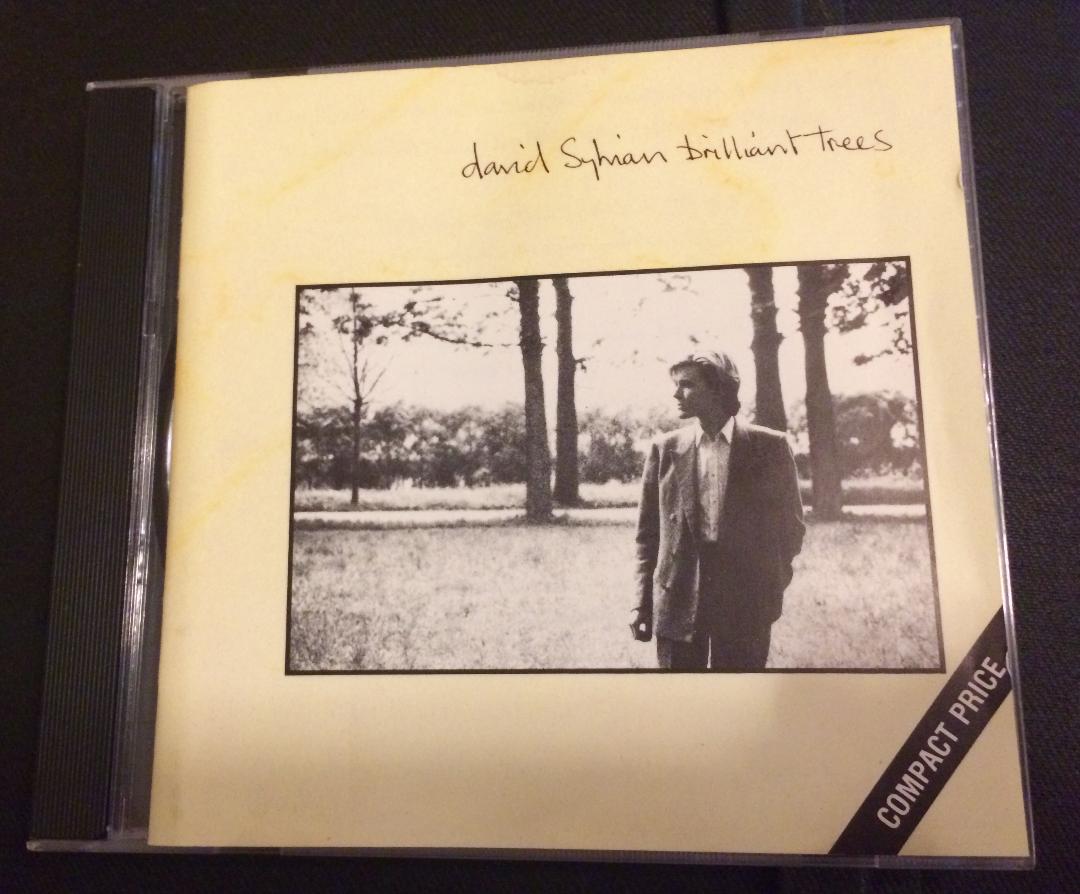 david Sylvian brilliant trees
COMPACT PRICE